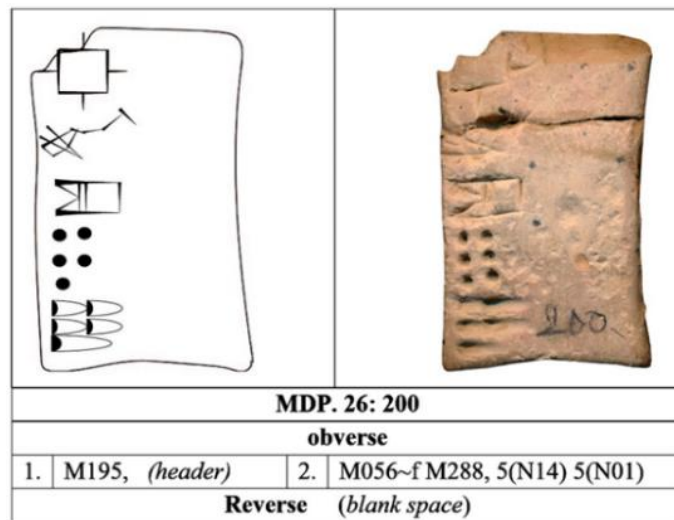 200.
MDP. 26: 200
obverse
1. M195, (header) 2. M056~f M288, 5(N14) 5(N01)
Reverse (blank space)